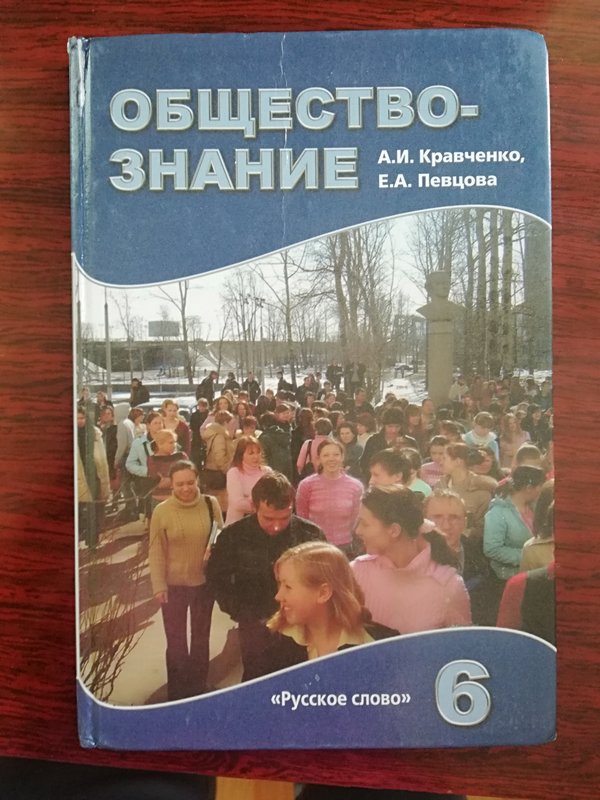 ОБЩЕСТВО-
ЗНАНИЕ
А.И. Кравченко,
Е.А. Певцова
«Русское слово»
6